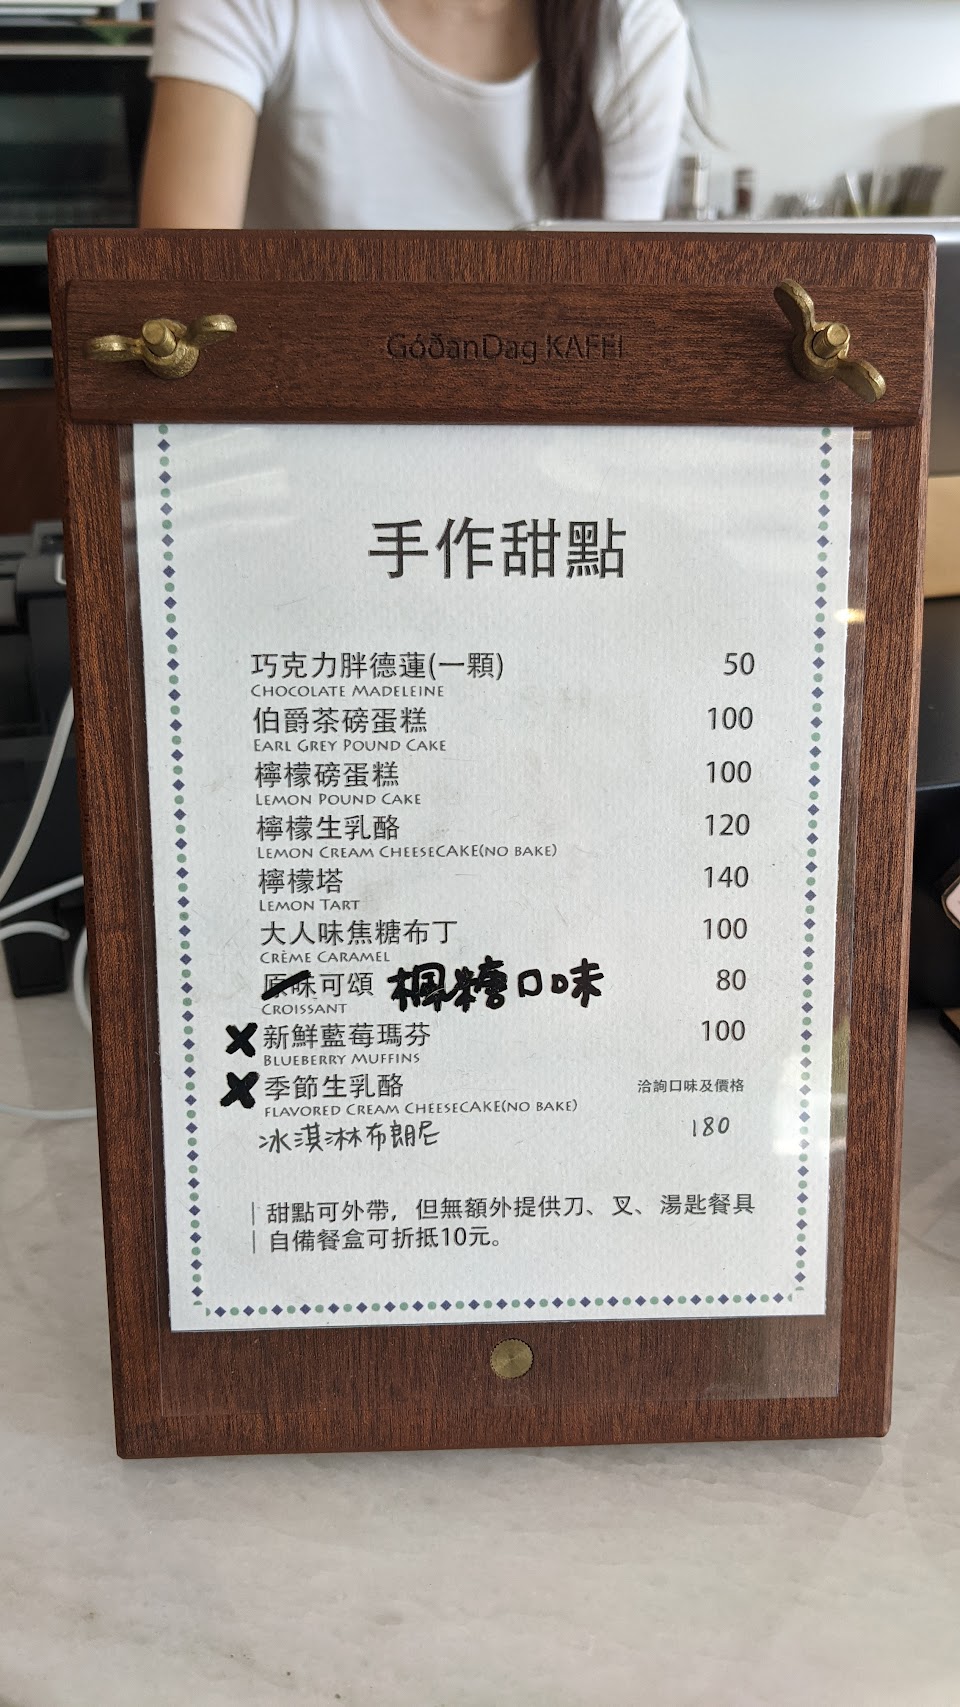 GóðanDag KAFFI
手作甜點
巧克力胖德蓮(一顆) 50
CHOCOLATE MADELEINE
伯爵茶磅蛋糕 100
EARL GREY POUND CAKE
檸檬磅蛋糕 100
LEMON POUND CAKE
檸檬生乳酪 120
LEMON CREAM CHEESECAKE(NO BAKE)
檸檬塔 140
LEMON TART
大人味焦糖布丁 100
CRÈME CARAMEL
原味可頌 楓糖口味 80
CROISSANT
X 新鮮藍莓瑪芬 100
BLUEBERRY MUFFINS
X 季節生乳酪 洽詢口味及價格
FLAVORED CREAM CHEESECAKE(NO BAKE)
冰淇淋布朗尼 180
| 甜點可外帶，但無額外提供刀、叉、湯匙餐具
| 自備餐盒可折抵10元。